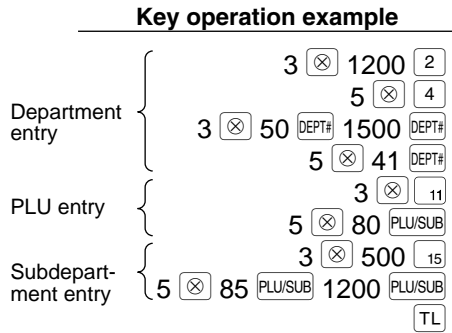 Key operation example
3 ⊗ 1200 2
5 ⊗ 4
Department entry
3 ⊗ 50 DEPT# 1500 DEPT#
5 ⊗ 41 DEPT#
PLU entry
3 ⊗ 11
5 ⊗ 80 PLU/SUB
Subdepart-
ment entry
3 ⊗ 500 15
5 ⊗ 85 PLU/SUB 1200 PLU/SUB
TL